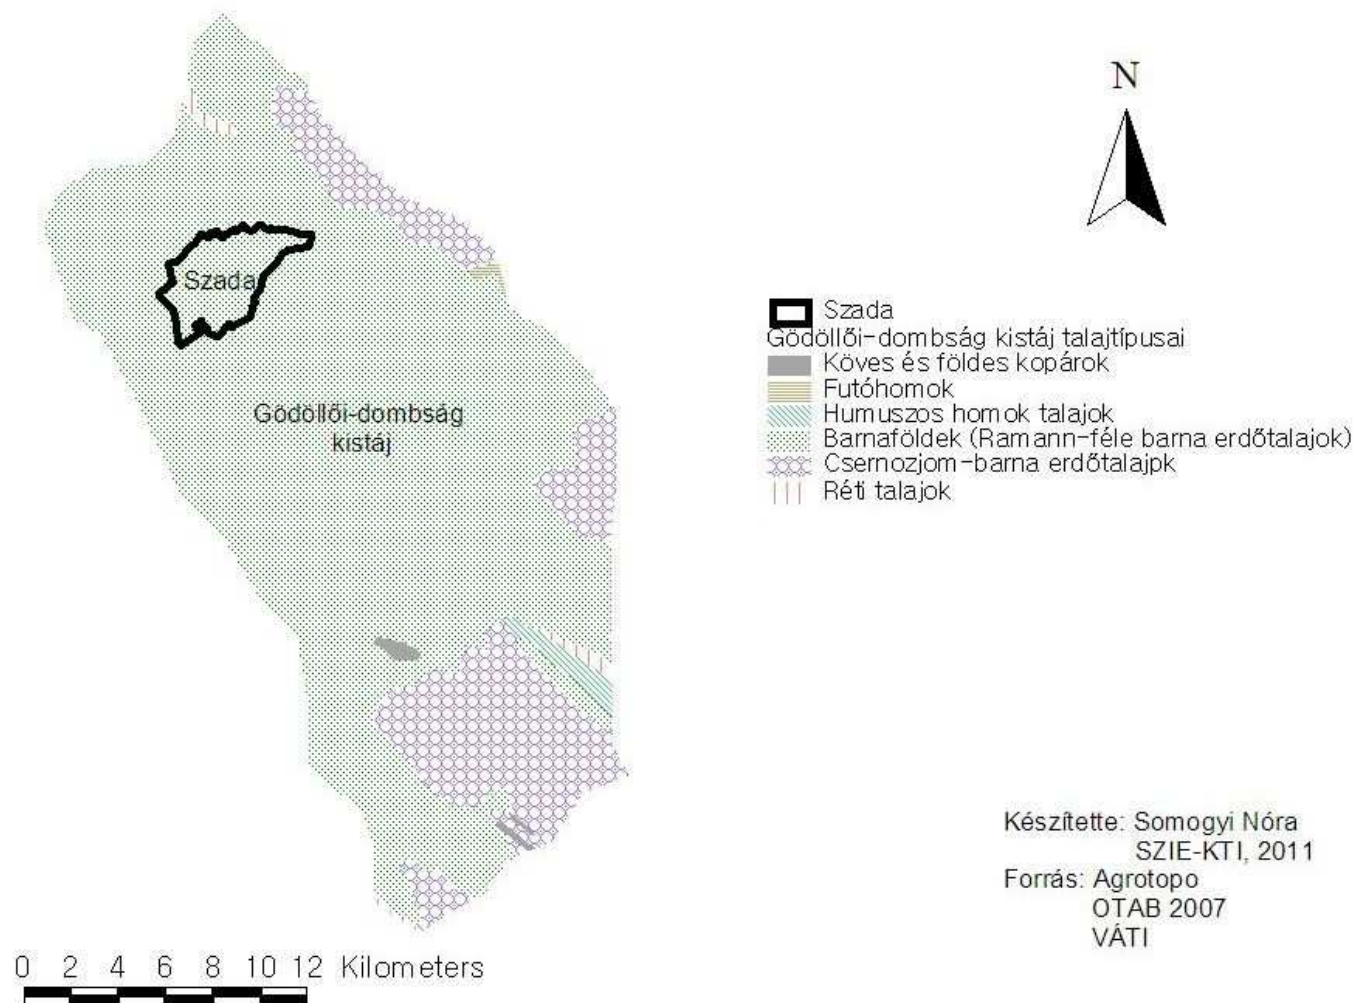 N
Szada
Gödöllői-dombság
kistáj
Szada
Gödöllői-dombság kistáj talajtípusai
Köves és földes kopárok
Futóhomok
Humuszos homok talajok
Barnaföldek (Ramann-féle barna erdőtalajok)
Csernozjom-barna erdőtalajpk
Réti talajok
Készítette: Somogyi Nóra
SZIE-KTI, 2011
Forrás: Agrotopo
OTAB 2007
VÁTI
0 2 4 6 8 10 12 Kilometers